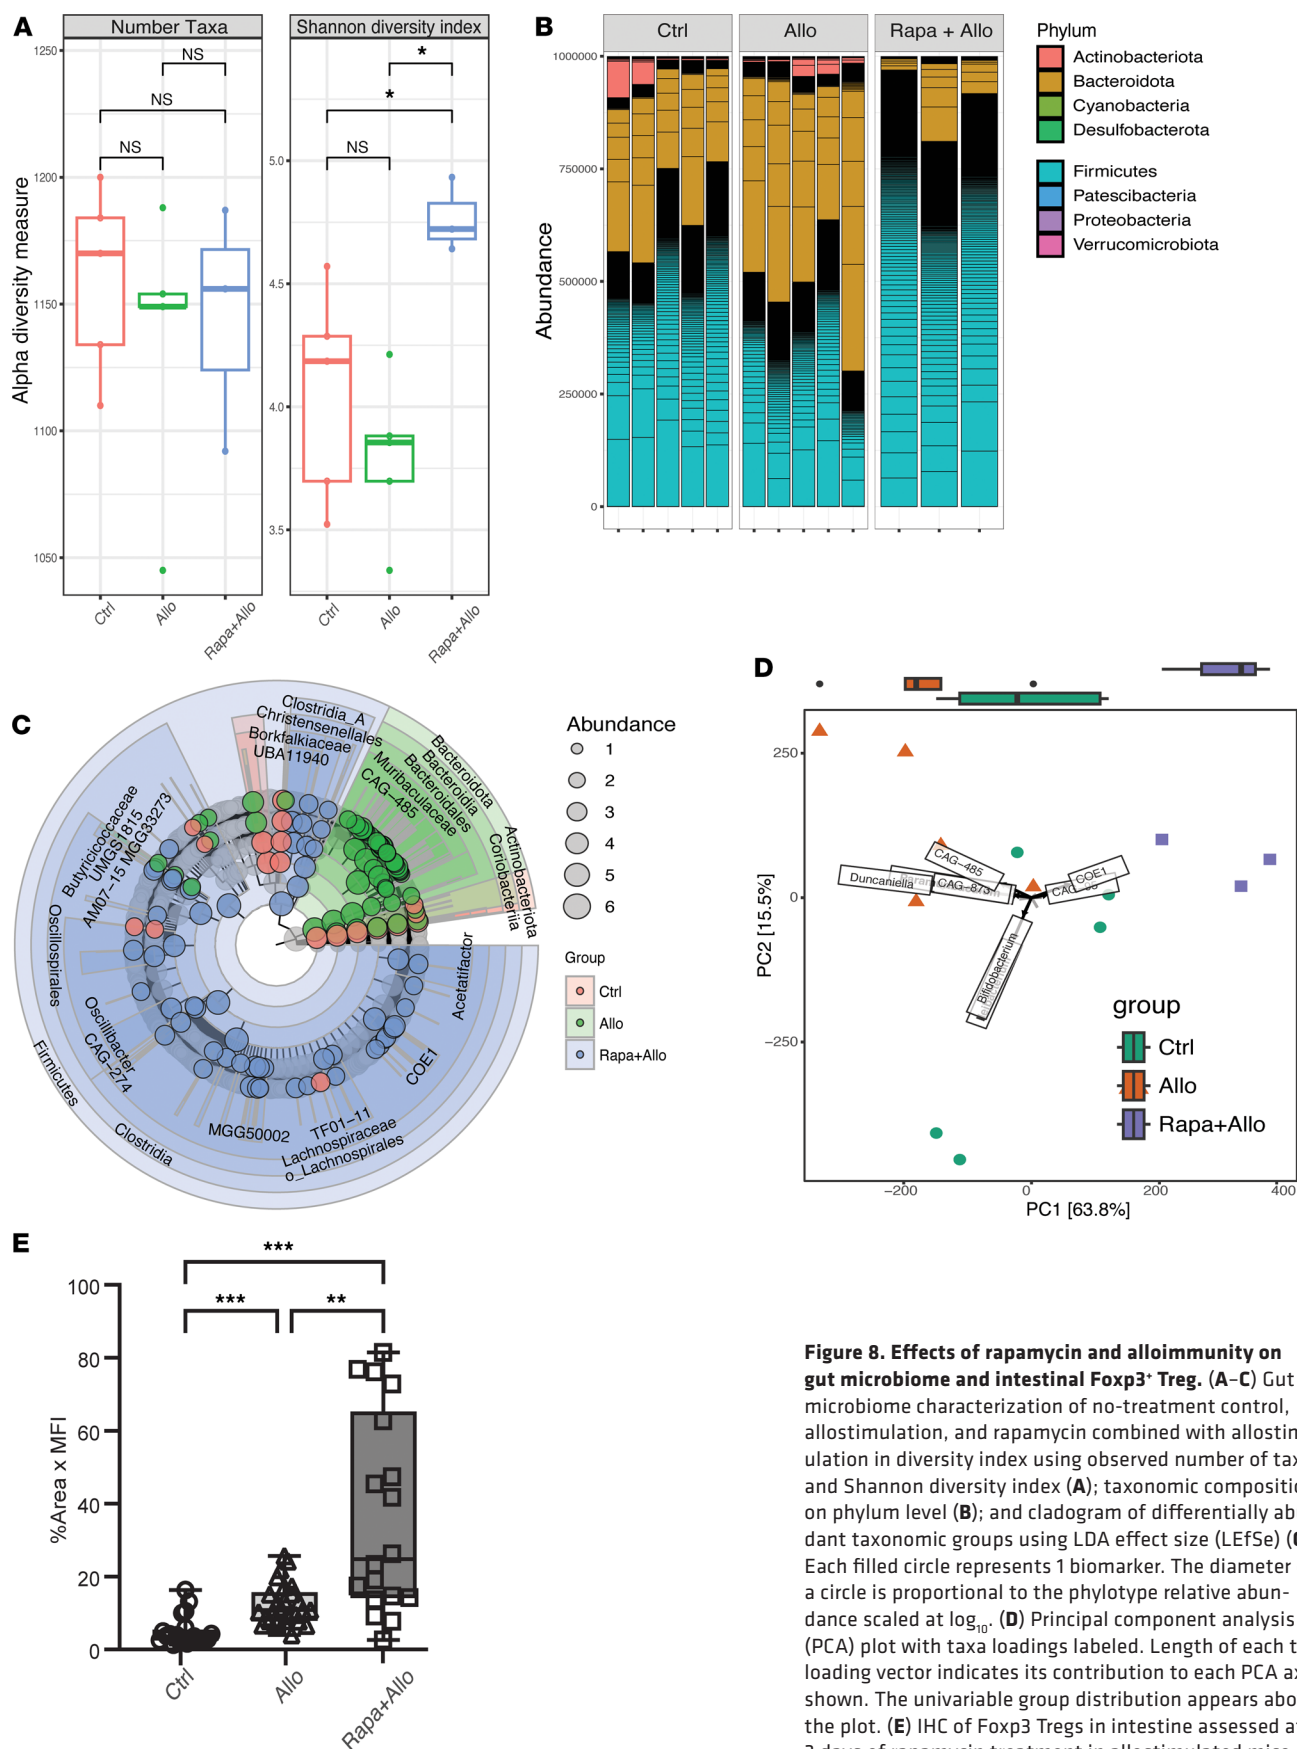 A
Number Taxa
Shannon diversity index
Alpha diversity measure
1250
1200
1150
1100
1050
NS
NS
NS
5.0
4.5
4.0
3.5
*
*
NS
Ctrl
Allo
Rapa+Allo
Ctrl
Allo
Rapa+Allo
B
Ctrl
Allo
Rapa + Allo
Abundance
1000000
750000
500000
250000
0
Phylum
Actinobacteriota
Bacteroidota
Cyanobacteria
Desulfobacterota
Firmicutes
Patescibacteria
Proteobacteria
Verrucomicrobiota
C
Clostridia_A
Christensenellales
Borkfalkiaceae
UBA11940
Bacteroidota
Bacteroidia
Bacteroidales
Muribaculaceae
CAG-485
Actinobacteriota
Coriobacteriia
Butyricicoccaceae
UMGS1815
MGG33273
AM07-15
Oscillospirales
Oscillibacter
CAG-274
Firmicutes
Clostridia
MGG50002
TF01-11
Lachnospiraceae
o_Lachnospirales
COE1
Acetatifactor
Abundance
1
2
3
4
5
6
Group
Ctrl
Allo
Rapa+Allo
D
PC2 [15.5%]
250
0
-250
CAG-485
Duncaniella
CAG-873
COE1
Bifidobacterium
group
Ctrl
Allo
Rapa+Allo
-200
0
200
400
PC1 [63.8%]
E
%Area x MFI
100
80
60
40
20
0
***
***
**
Ctrl
Allo
Rapa+Allo
Figure 8. Effects of rapamycin and alloimmunity on
gut microbiome and intestinal Foxp3⁺ Treg. (A–C) Gut
microbiome characterization of no-treatment control,
allostimulation, and rapamycin combined with allostim
ulation in diversity index using observed number of tax
and Shannon diversity index (A); taxonomic compositio
on phylum level (B); and cladogram of differentially ab
dant taxonomic groups using LDA effect size (LEfSe) (C
Each filled circle represents 1 biomarker. The diameter
a circle is proportional to the phylotype relative abun-
dance scaled at log₁₀. (D) Principal component analysis
(PCA) plot with taxa loadings labeled. Length of each t
loading vector indicates its contribution to each PCA ax
shown. The univariable group distribution appears abo
the plot. (E) IHC of Foxp3 Tregs in intestine assessed at
3 days of rapamycin treatment in allostimulated mice